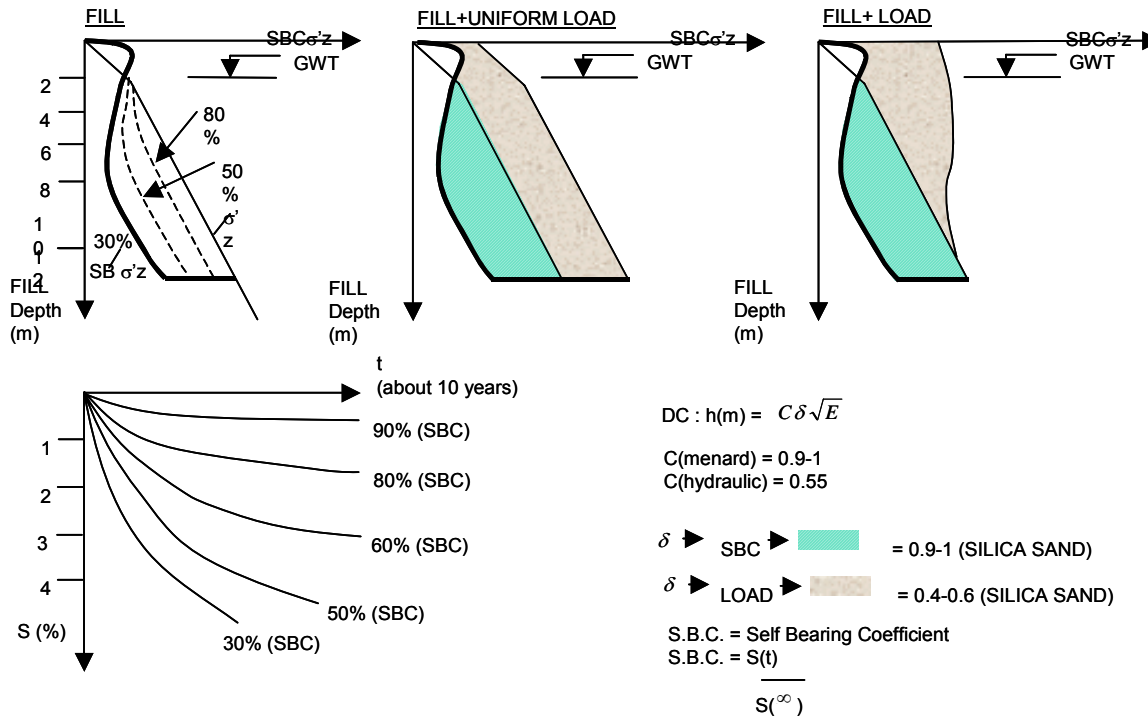 FILL
SBCσ'z
GWT
2
4
6
8
1
0
1
2
80
%
50
%
σ'
z
30%
SB σ'z
FILL
Depth
(m)
FILL+UNIFORM LOAD
SBCσ'z
GWT
FILL
Depth
(m)
FILL+ LOAD
SBCσ'z
GWT
FILL
Depth
(m)
t
(about 10 years)
1
2
3
4
S (%)
90% (SBC)
80% (SBC)
60% (SBC)
50% (SBC)
30% (SBC)
DC : h(m) = Cδ√E
C(menard) = 0.9-1
C(hydraulic) = 0.55
δ SBC = 0.9-1 (SILICA SAND)
δ LOAD = 0.4-0.6 (SILICA SAND)
S.B.C. = Self Bearing Coefficient
S.B.C. = S(t)
S(∞)